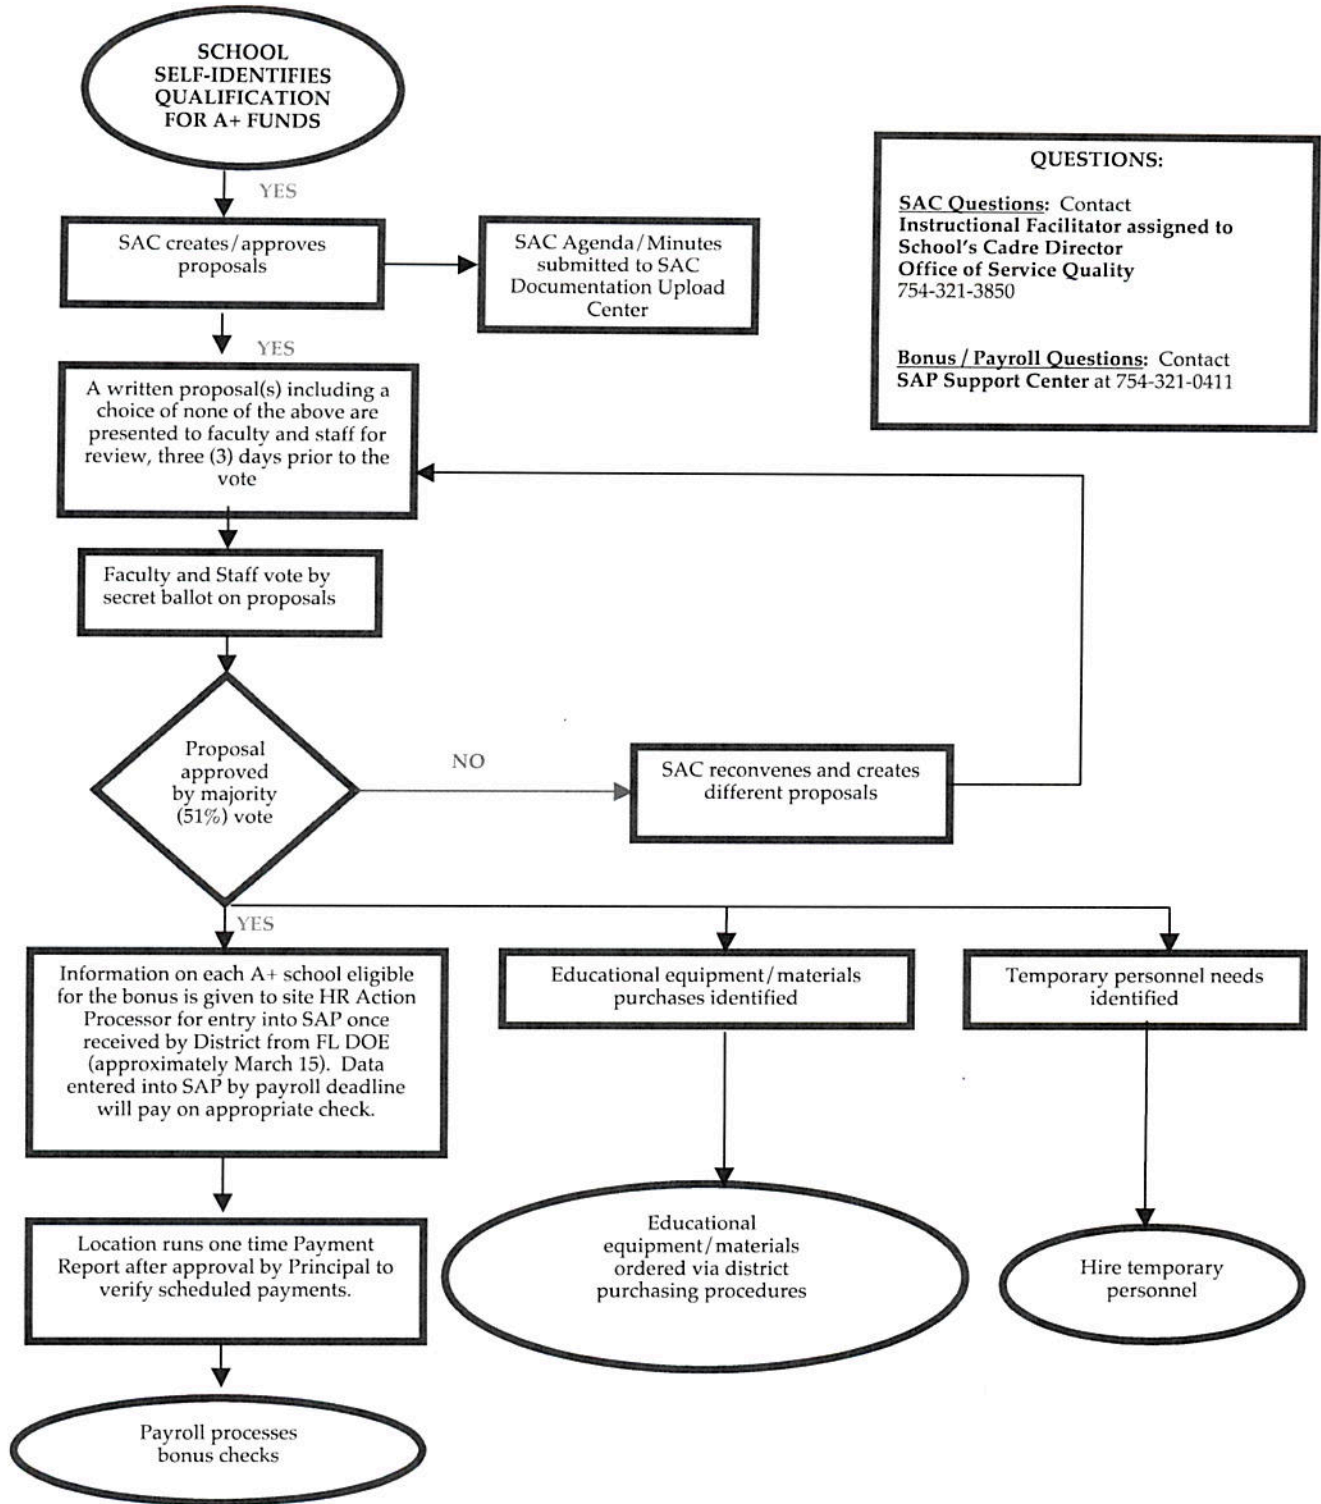 SCHOOL
SELF-IDENTIFIES
QUALIFICATION
FOR A+ FUNDS
YES
SAC creates/approves
proposals
SAC Agenda/Minutes
submitted to SAC
Documentation Upload
Center
QUESTIONS:
SAC Questions: Contact
Instructional Facilitator assigned to
School's Cadre Director
Office of Service Quality
754-321-3850
Bonus / Payroll Questions: Contact
SAP Support Center at 754-321-0411
YES
A written proposal(s) including a
choice of none of the above are
presented to faculty and staff for
review, three (3) days prior to the
vote
Faculty and Staff vote by
secret ballot on proposals
Proposal
approved
by majority
(51%) vote
NO
SAC reconvenes and creates
different proposals
YES
Information on each A+ school eligible
for the bonus is given to site HR Action
Processor for entry into SAP once
received by District from FL DOE
(approximately March 15). Data
entered into SAP by payroll deadline
will pay on appropriate check.
Educational equipment/materials
purchases identified
Temporary personnel needs
identified
Location runs one time Payment
Report after approval by Principal to
verify scheduled payments.
Educational
equipment/materials
ordered via district
purchasing procedures
Hire temporary
personnel
Payroll processes
bonus checks